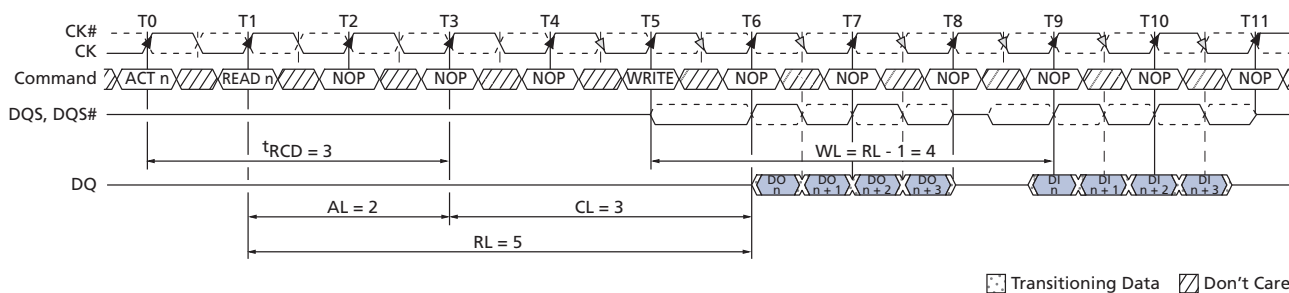 T0 T1 T2 T3 T4 T5 T6 T7 T8 T9 T10 T11
CK#
CK
Command ACT n READ n NOP NOP NOP WRITE NOP NOP NOP NOP NOP NOP
DQS, DQS#
tRCD = 3
WL = RL - 1 = 4
DQ DO n DO n + 1 DO n + 2 DO n + 3 DI n DI n + 1 DI n + 2 DI n + 3
AL = 2 CL = 3
RL = 5
Transitioning Data Don't Care